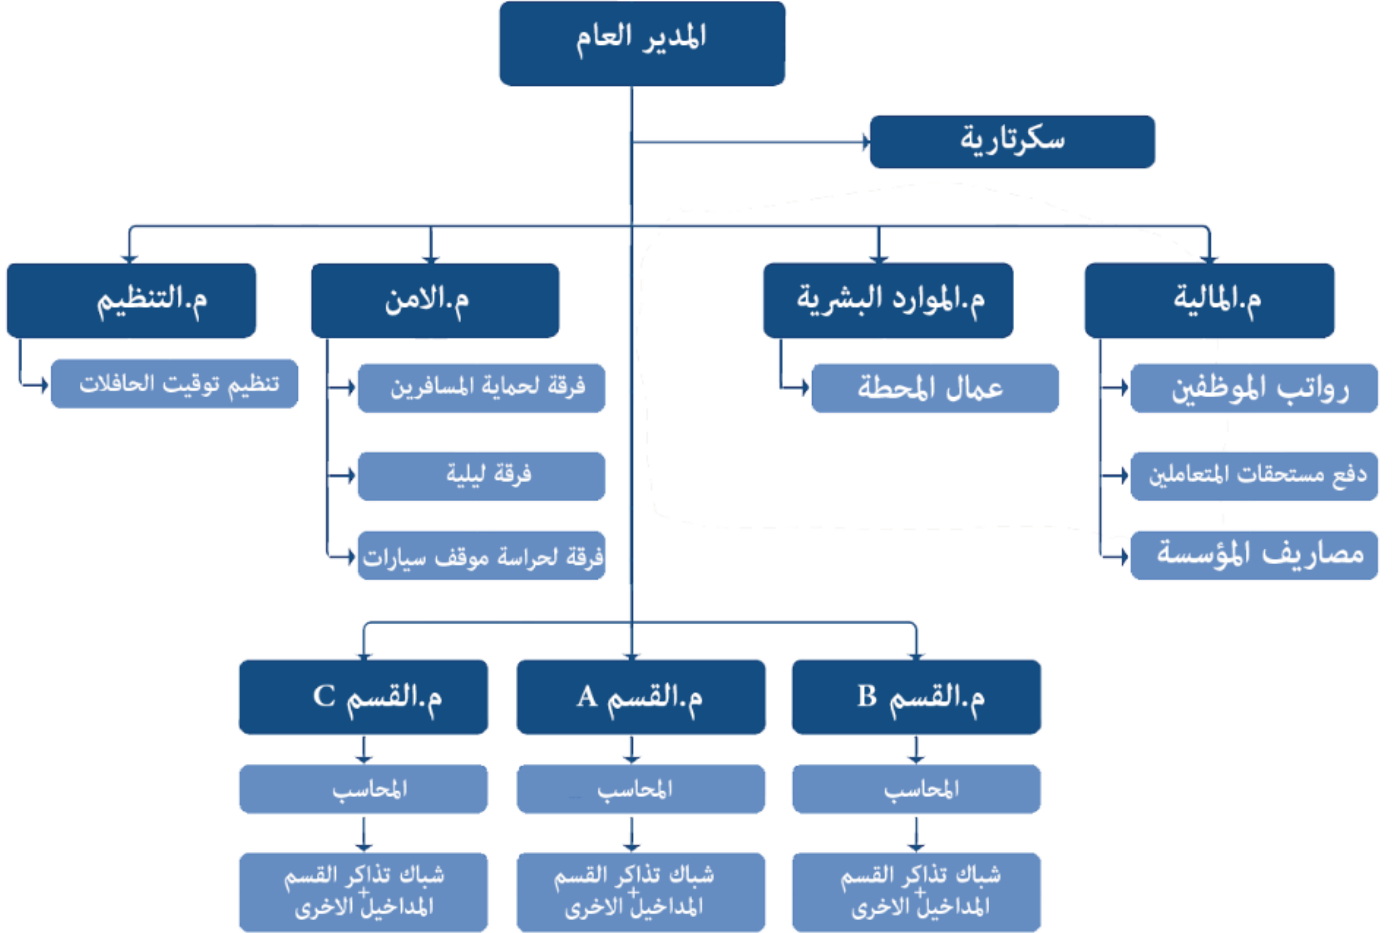 المدير العام
سكرتارية
م.المالية
م.الموارد البشرية
م.الامن
م.التنظيم
رواتب الموظفين
عمال المحطة
فرقة لحماية المسافرين
تنظيم توقيت الحافلات
دفع مستحقات المتعاملين
فرقة ليلية
مصاريف المؤسسة
فرقة لحراسة موقف سيارات
م.القسم B
م.القسم A
م.القسم C
المحاسب
المحاسب
المحاسب
شباك تذاكر القسم
+
المداخيل الاخرى
شباك تذاكر القسم
+
المداخيل الاخرى
شباك تذاكر القسم
+
المداخيل الاخرى